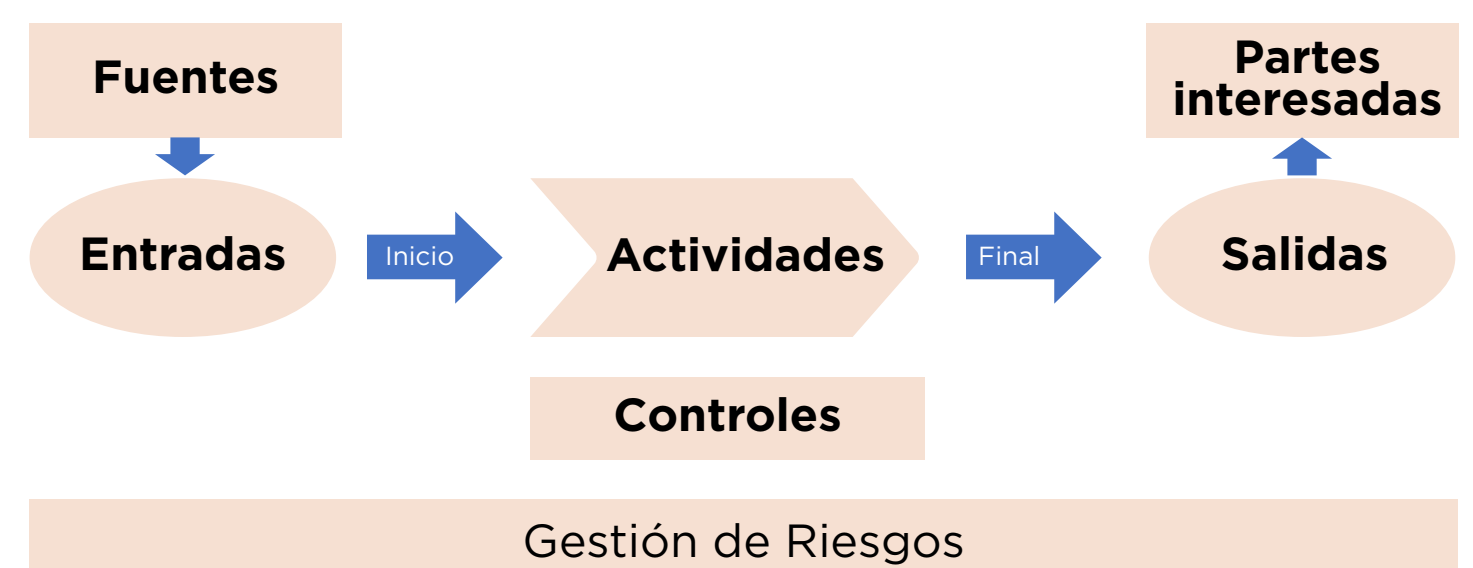 Fuentes
Partes
interesadas
Entradas
Inicio
Actividades
Final
Salidas
Controles
Gestión de Riesgos